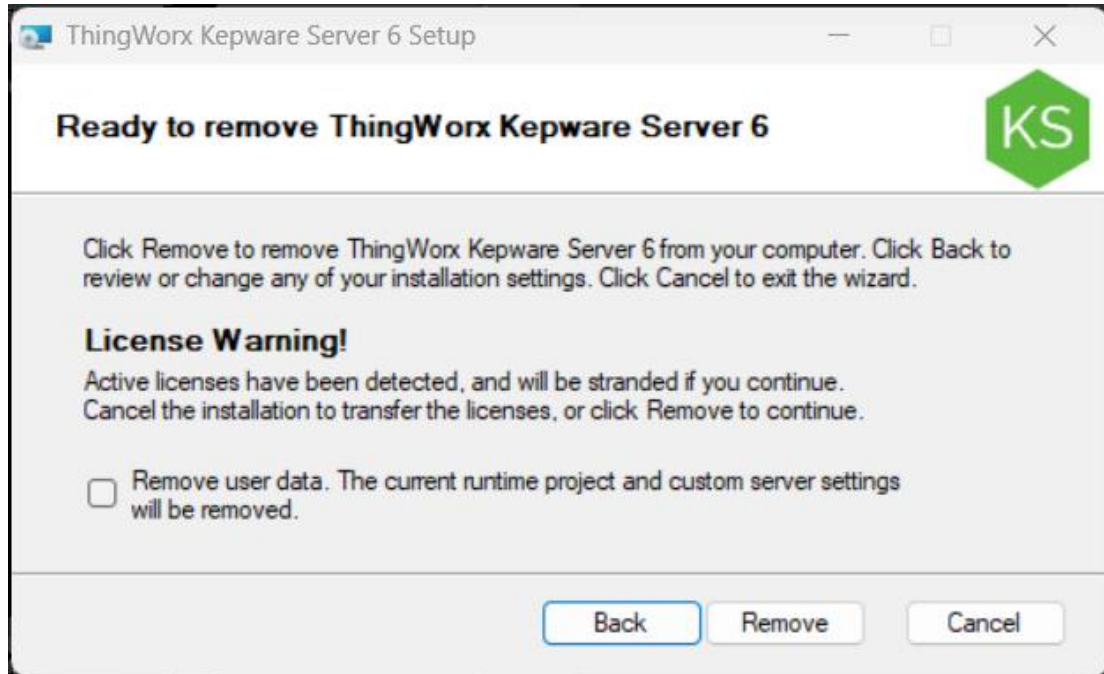 ThingWorx Kepware Server 6 Setup
Ready to remove ThingWorx Kepware Server 6
KS
Click Remove to remove ThingWorx Kepware Server 6 from your computer. Click Back to
review or change any of your installation settings. Click Cancel to exit the wizard.
License Warning!
Active licenses have been detected, and will be stranded if you continue.
Cancel the installation to transfer the licenses, or click Remove to continue.
Remove user data. The current runtime project and custom server settings
will be removed.
Back Remove Cancel